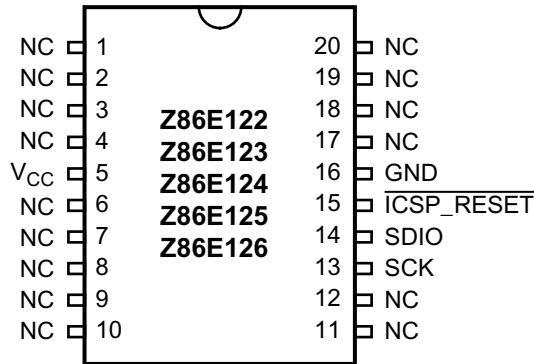 NC 1 20 NC
NC 2 19 NC
NC 3 Z86E122 18 NC
NC 4 Z86E123 17 NC
VCC 5 Z86E124 16 GND
NC 6 Z86E125 15 ICSP_RESET
NC 7 Z86E126 14 SDIO
NC 8 13 SCK
NC 9 12 NC
NC 10 11 NC